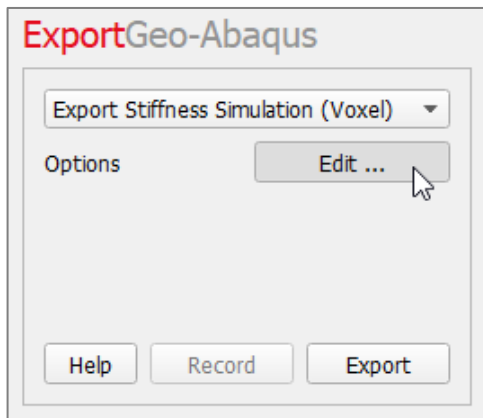 ExportGeo-Abaqus
Export Stiffness Simulation (Voxel)
Options Edit ...
Help Record Export